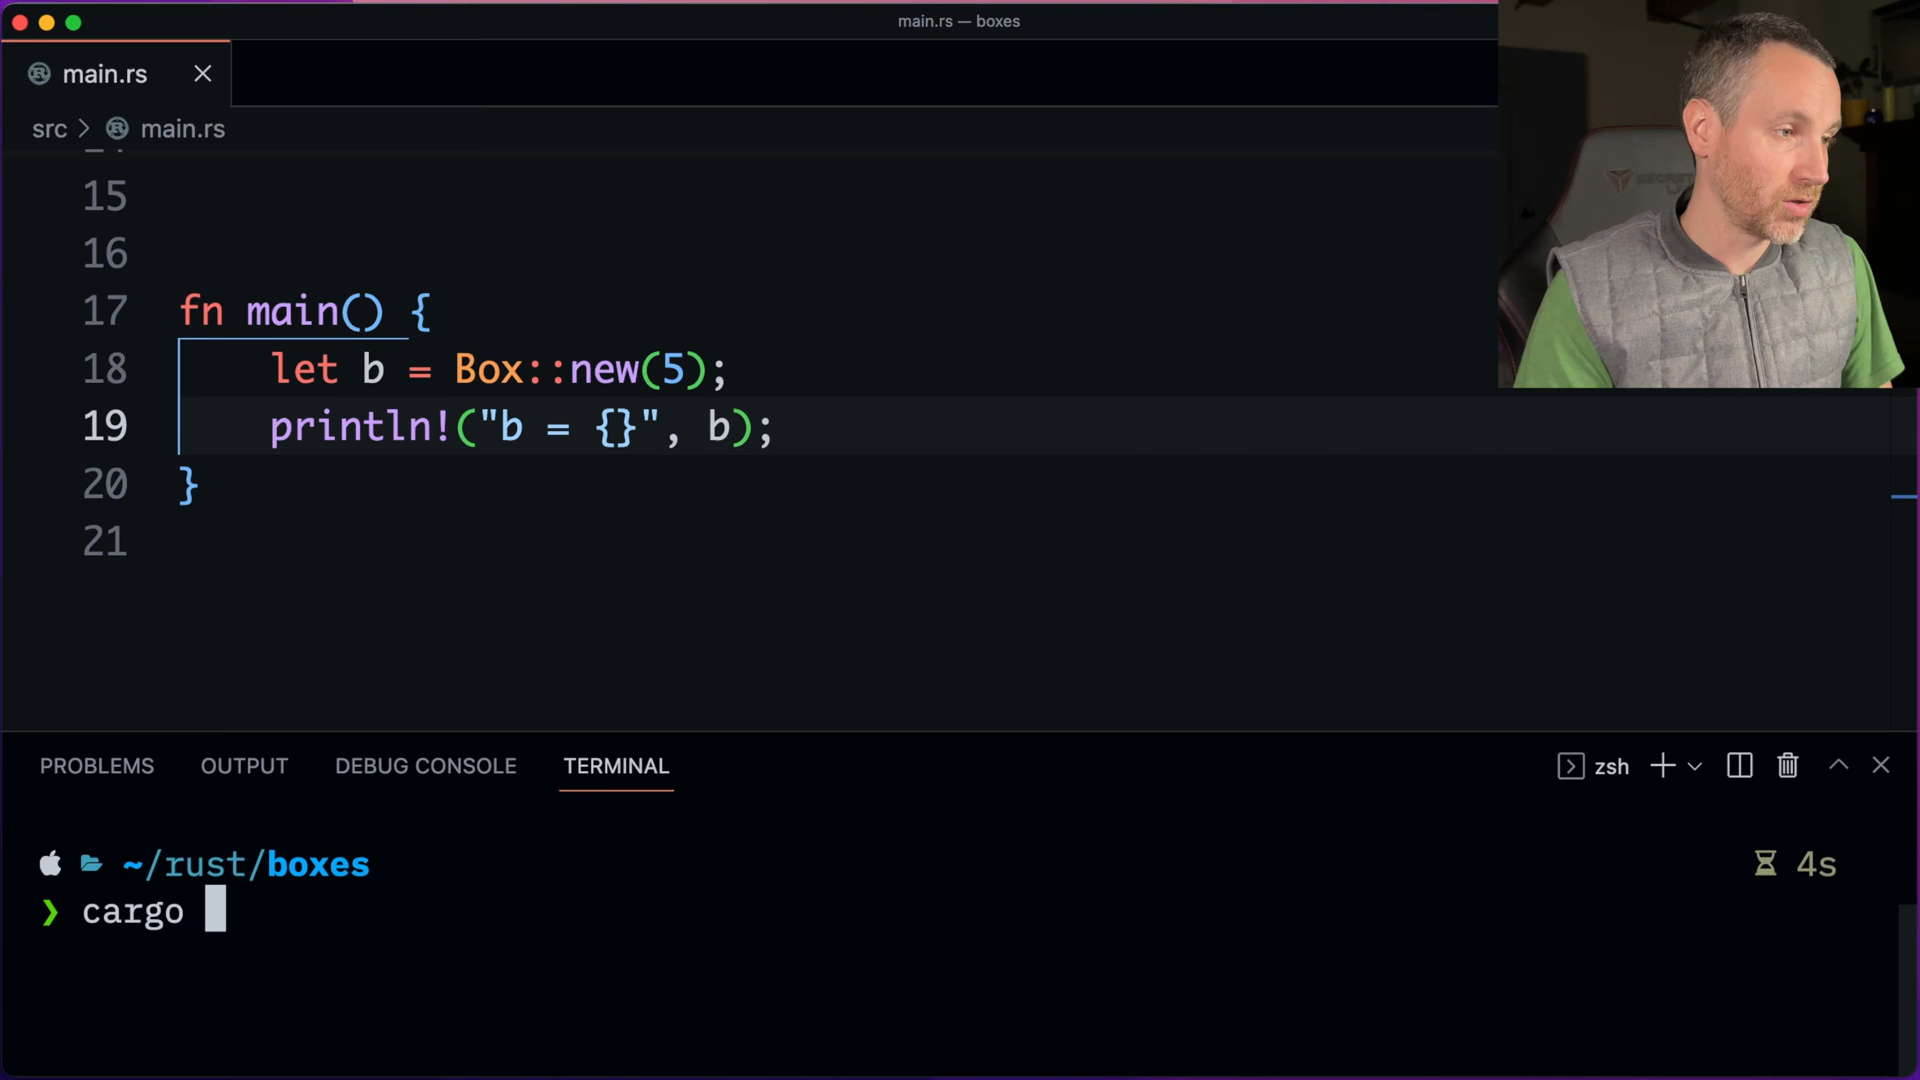 main.rs — boxes
main.rs
src > main.rs
15
16
17 fn main() {
18 let b = Box::new(5);
19 println!("b = {}", b);
20 }
21
PROBLEMS OUTPUT DEBUG CONSOLE TERMINAL zsh
~/rust/boxes 4s
❯ cargo